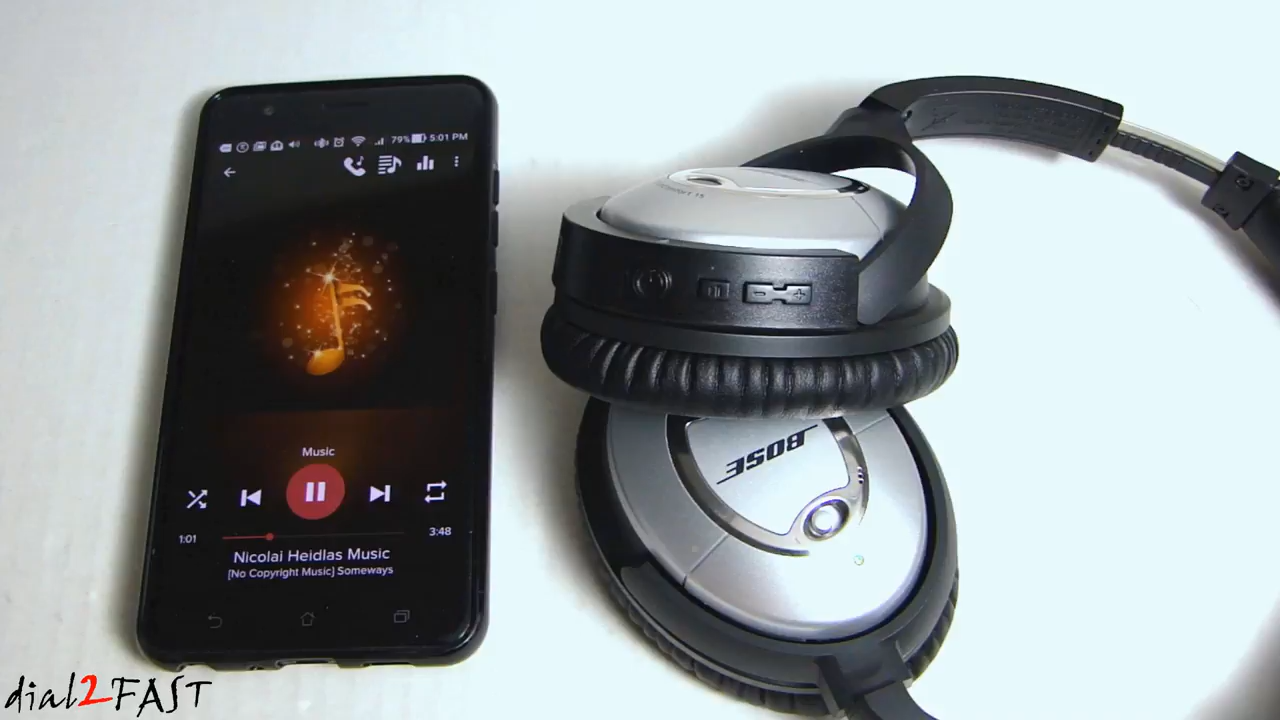 79% 5:01 PM
Music
1:01
3:48
Nicolai Heidlas Music
[No Copyright Music] Someways
BOSE
dial2FAST